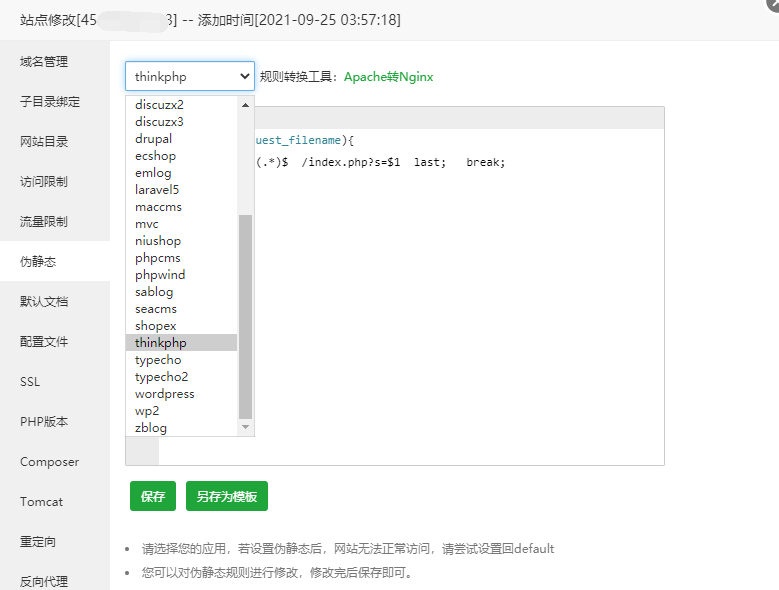 站点修改[45 3] -- 添加时间[2021-09-25 03:57:18]
域名管理
子目录绑定
网站目录
访问限制
流量限制
伪静态
默认文档
配置文件
SSL
PHP版本
Composer
Tomcat
重定向
反向代理
thinkphp 规则转换工具：Apache转Nginx
discuzx2
discuzx3
drupal
ecshop
emlog
laravel5
maccms
mvc
niushop
phpcms
phpwind
sablog
seacms
shopex
thinkphp
typecho
typecho2
wordpress
wp2
zblog
uest_filename){
(.*)$ /index.php?s=$1 last; break;
保存 另存为模板
请选择您的应用，若设置伪静态后，网站无法正常访问，请尝试设置回default
您可以对伪静态规则进行修改，修改完后保存即可。